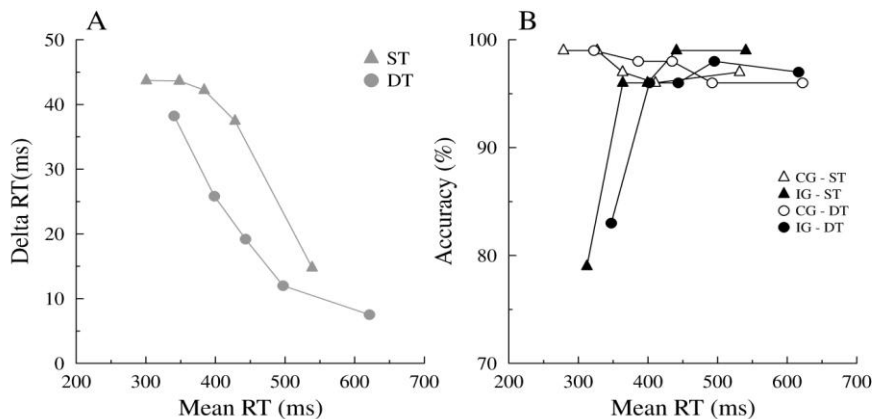 A
B
50
40
30
20
10
0
Delta RT(ms)
ST
DT
200 300 400 500 600 700
Mean RT (ms)
100
90
80
70
Accuracy (%)
CG - ST
IG - ST
CG - DT
IG - DT
200 300 400 500 600 700
Mean RT (ms)